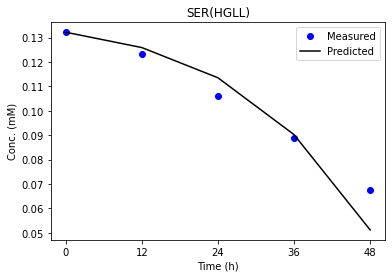 SER(HGLL)
Measured
Predicted
0.13
0.12
0.11
0.10
0.09
0.08
0.07
0.06
0.05
Conc. (mM)
0 12 24 36 48
Time (h)